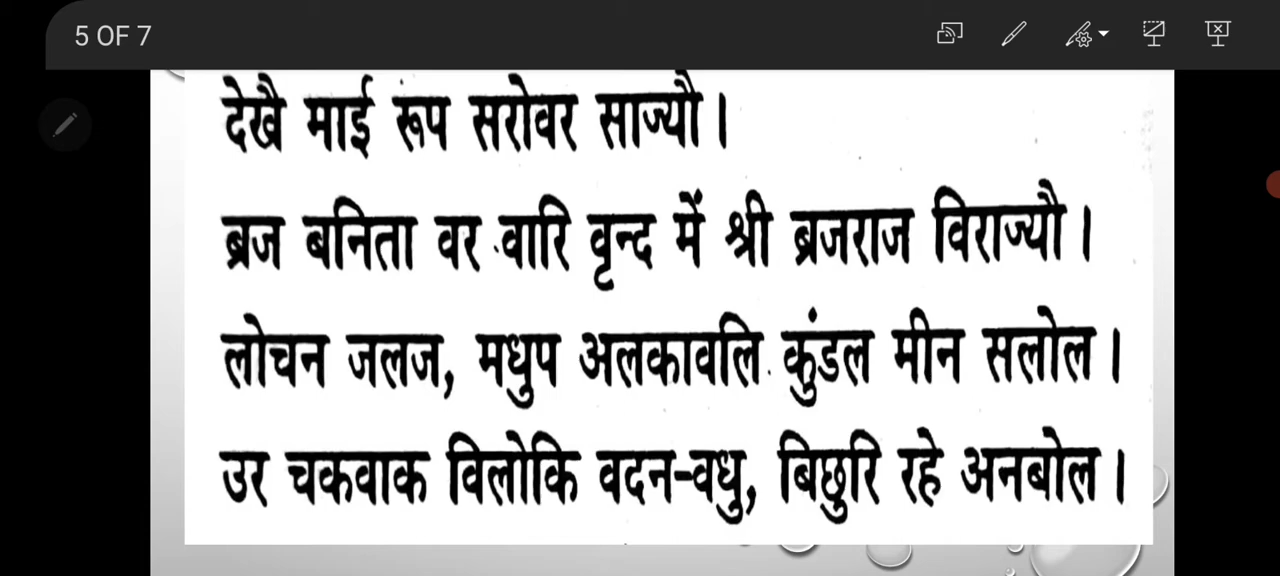 5 OF 7
देखै माई रूप सरोवर साज्यौ।
ब्रज बनिता वर वारि वृन्द में श्री ब्रजराज विराज्यौ।
लोचन जलज, मधुप अलकावलि कुंडल मीन सलोल।
उर चकवाक विलोकि वदन-वधु, बिछुरि रहे अनबोल।